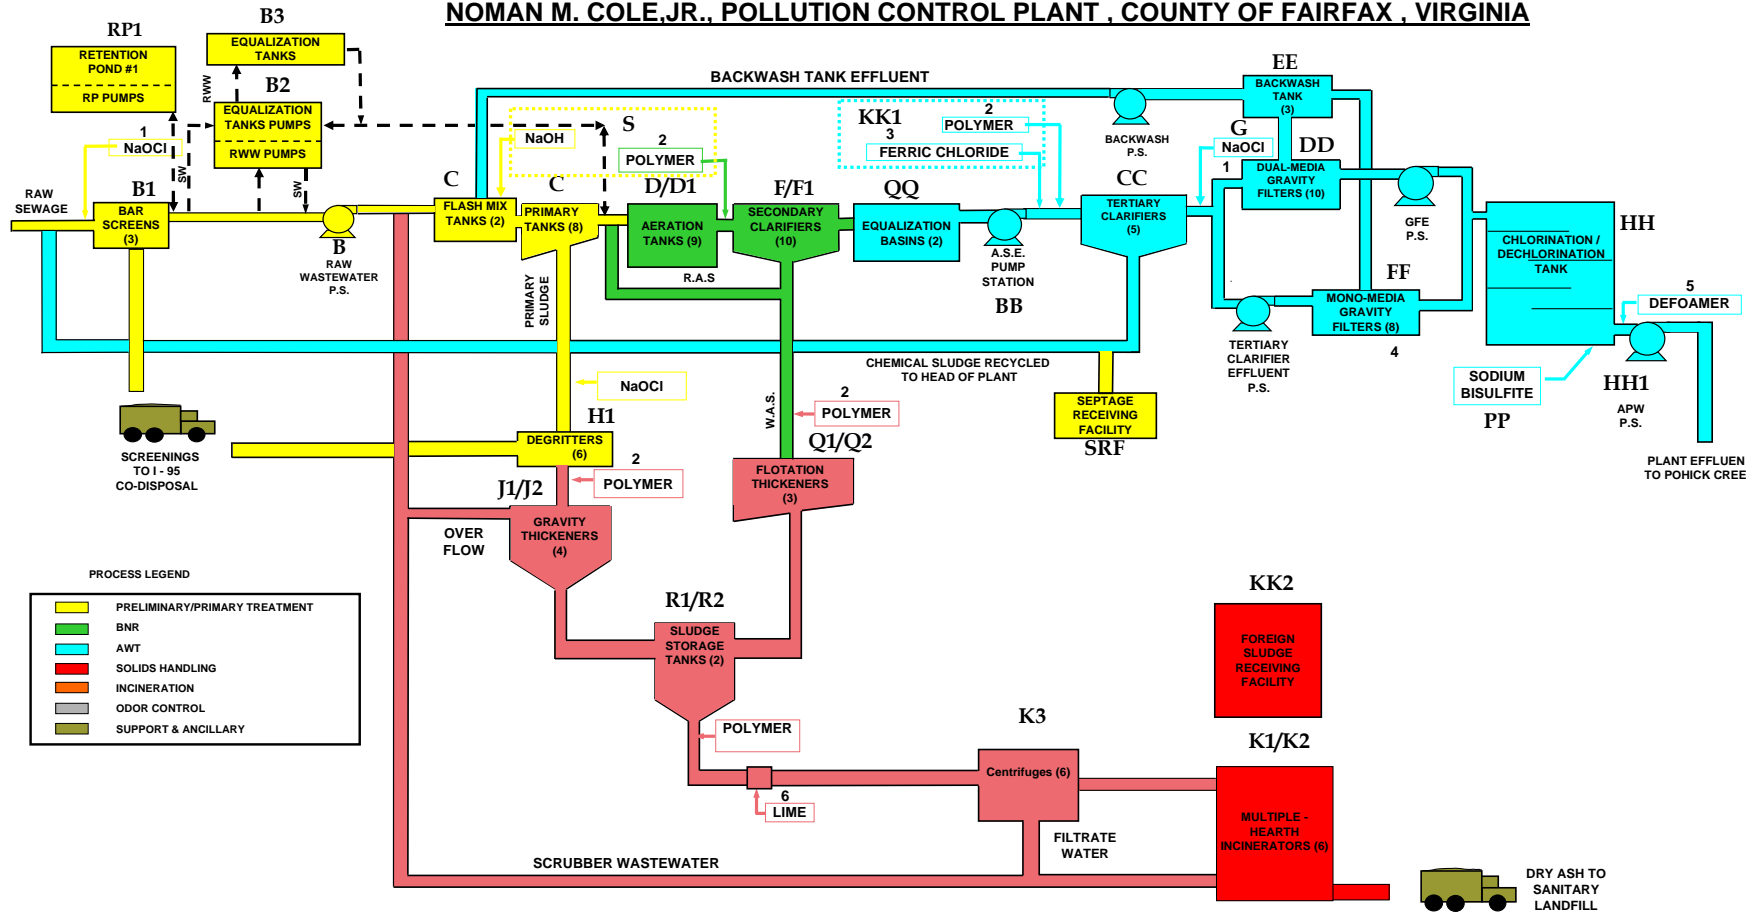 NOMAN M. COLE,JR., POLLUTION CONTROL PLANT , COUNTY OF FAIRFAX , VIRGINIA
RP1
RETENTION
POND #1
RP PUMPS
B3
EQUALIZATION
TANKS
RWW
B2
EQUALIZATION
TANKS PUMPS
RWW PUMPS
SW
SW
1
NaOCl
RAW
SEWAGE
B1
BAR
SCREENS
(3)
B
RAW
WASTEWATER
P.S.
BACKWASH TANK EFFLUENT
C
FLASH MIX
TANKS (2)
NaOH
S
2
POLYMER
C
PRIMARY
TANKS (8)
PRIMARY
SLUDGE
D/D1
AERATION
TANKS (9)
R.A.S
F/F1
SECONDARY
CLARIFIERS
(10)
KK1
3
FERRIC CHLORIDE
2
POLYMER
QQ
EQUALIZATION
BASINS (2)
A.S.E.
PUMP
STATION
BB
CC
TERTIARY
CLARIFIERS
(5)
BACKWASH
P.S.
EE
BACKWASH
TANK
(3)
G
NaOCl
1
DD
DUAL-MEDIA
GRAVITY
FILTERS (10)
GFE
P.S.
FF
MONO-MEDIA
GRAVITY
FILTERS (8)
4
TERTIARY
CLARIFIER
EFFLUENT
P.S.
HH
CHLORINATION /
DECHLORINATION
TANK
5
DEFOAMER
SODIUM
BISULFITE
PP
HH1
APW
P.S.
PLANT EFFLUEN
TO POHICK CREE
CHEMICAL SLUDGE RECYCLED
TO HEAD OF PLANT
SEPTAGE
RECEIVING
FACILITY
SRF
NaOCl
H1
DEGRITTERS
(6)
SCREENINGS
TO I - 95
CO-DISPOSAL
W.A.S.
2
POLYMER
Q1/Q2
FLOTATION
THICKENERS
(3)
2
POLYMER
J1/J2
GRAVITY
THICKENERS
(4)
OVER
FLOW
R1/R2
SLUDGE
STORAGE
TANKS (2)
POLYMER
6
LIME
K3
Centrifuges (6)
FILTRATE
WATER
SCRUBBER WASTEWATER
KK2
FOREIGN
SLUDGE
RECEIVING
FACILITY
K1/K2
MULTIPLE -
HEARTH
INCINERATORS (6)
DRY ASH TO
SANITARY
LANDFILL
PROCESS LEGEND
PRELIMINARY/PRIMARY TREATMENT
BNR
AWT
SOLIDS HANDLING
INCINERATION
ODOR CONTROL
SUPPORT & ANCILLARY